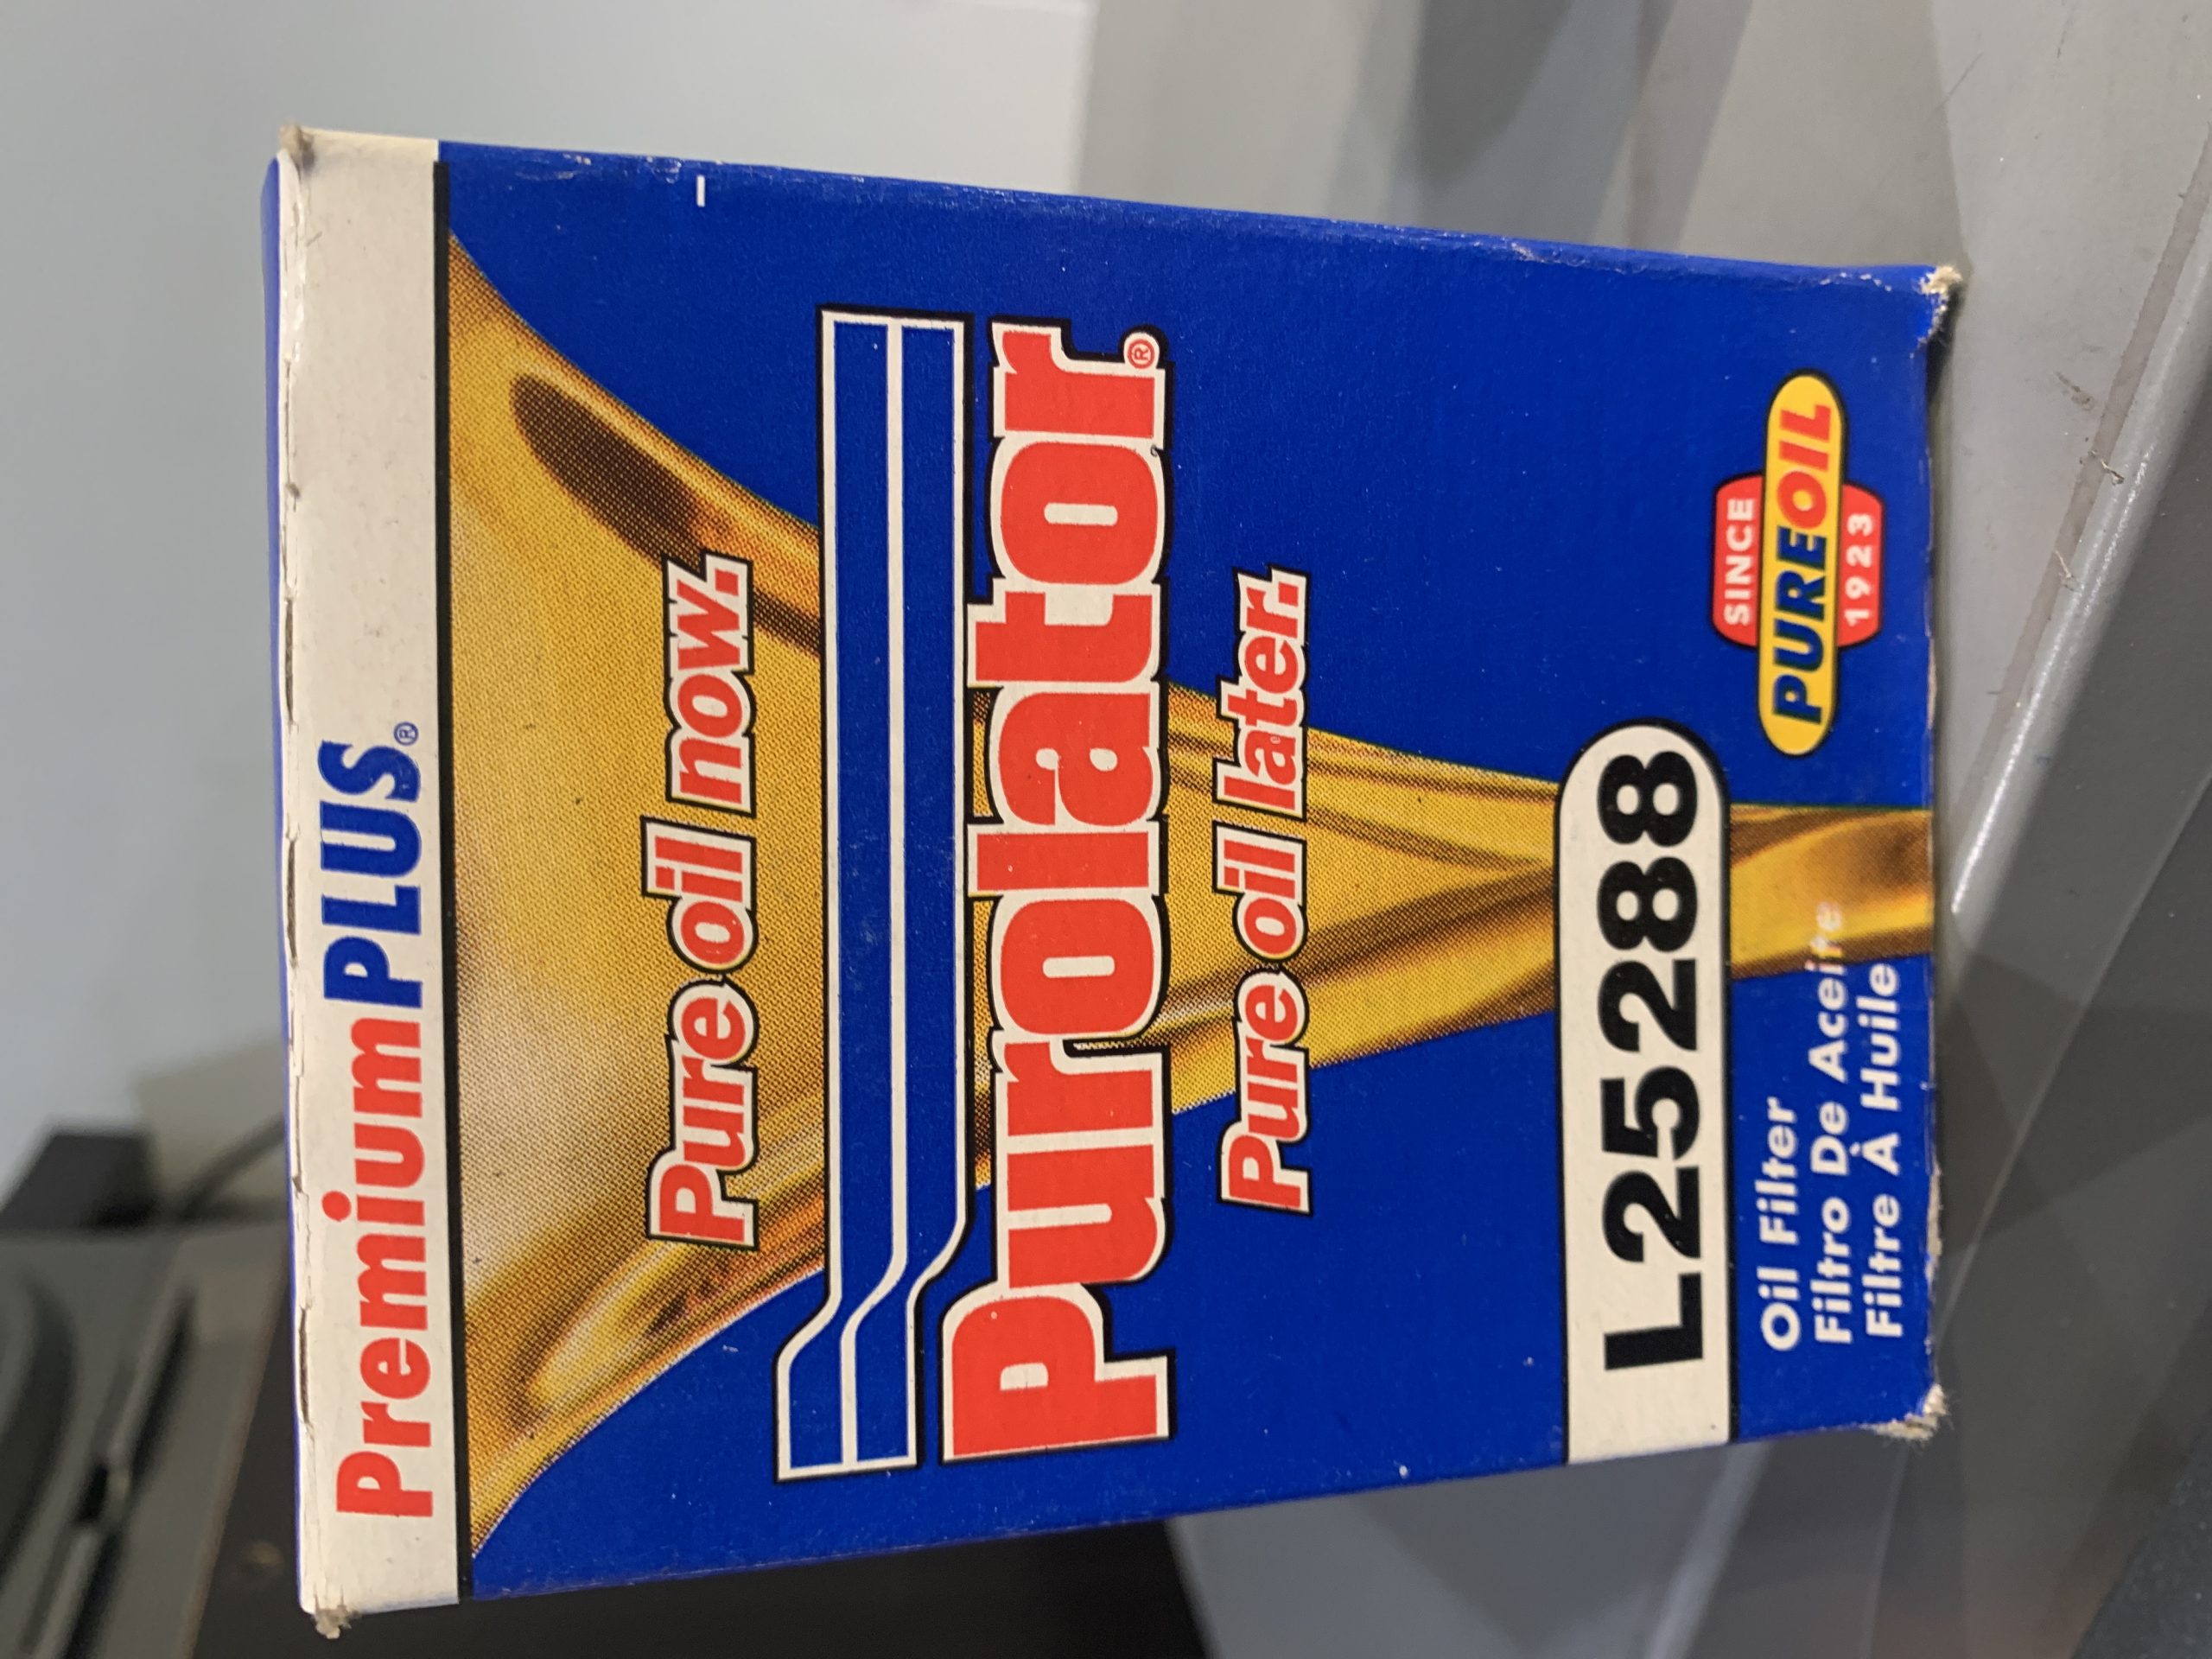 PremiumPLUS®
Pure oil now.
Purolator®
Pure oil later.
L25288
Oil Filter
Filtro De Aceite
Filtre À Huile
SINCE
PUREOIL
1923